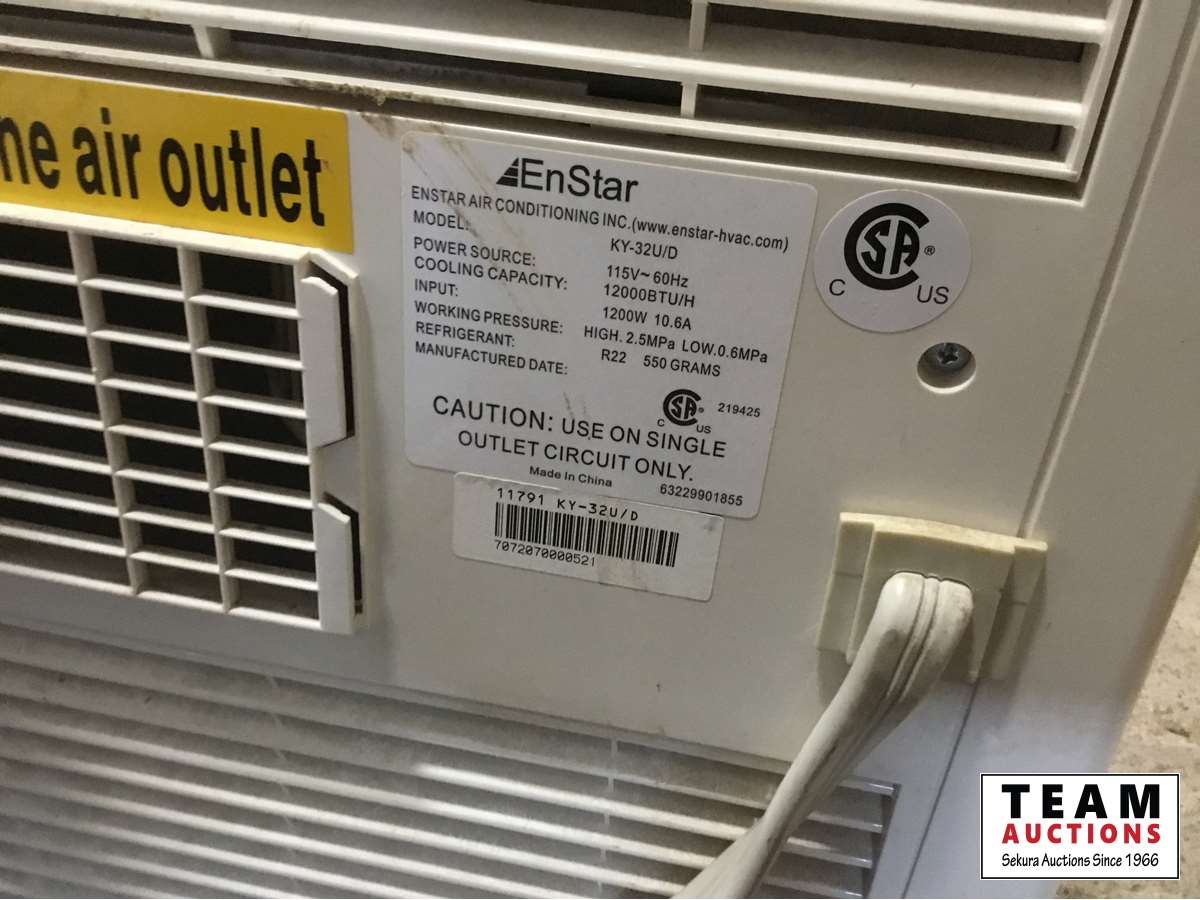 ne air outlet
EnStar
ENSTAR AIR CONDITIONING INC.(www.enstar-hvac.com)
MODEL: KY-32U/D
POWER SOURCE: 115V~60Hz
COOLING CAPACITY: 12000BTU/H
INPUT: 1200W 10.6A
WORKING PRESSURE: HIGH. 2.5MPa LOW.0.6MPa
REFRIGERANT: R22 550 GRAMS
MANUFACTURED DATE:
CSA® C US 219425
CAUTION: USE ON SINGLE
OUTLET CIRCUIT ONLY.
Made In China
63229901855
11791 KY-32U/D
7072070000521
CSA®
C US
TEAM
AUCTIONS
Sekura Auctions Since 1966